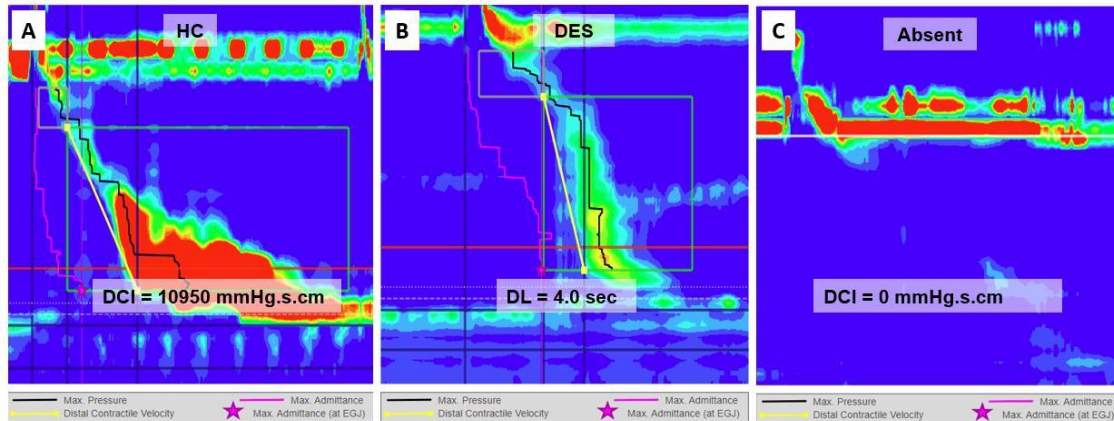 A
HC
DCI = 10950 mmHg.s.cm
Max. Pressure
Max. Admittance
Distal Contractile Velocity
Max. Admittance (at EGJ)
B
DES
DL = 4.0 sec
Max. Pressure
Max. Admittance
Distal Contractile Velocity
Max. Admittance (at EGJ)
C
Absent
DCI = 0 mmHg.s.cm
Max. Pressure
Max. Admittance
Distal Contractile Velocity
Max. Admittance (at EGJ)